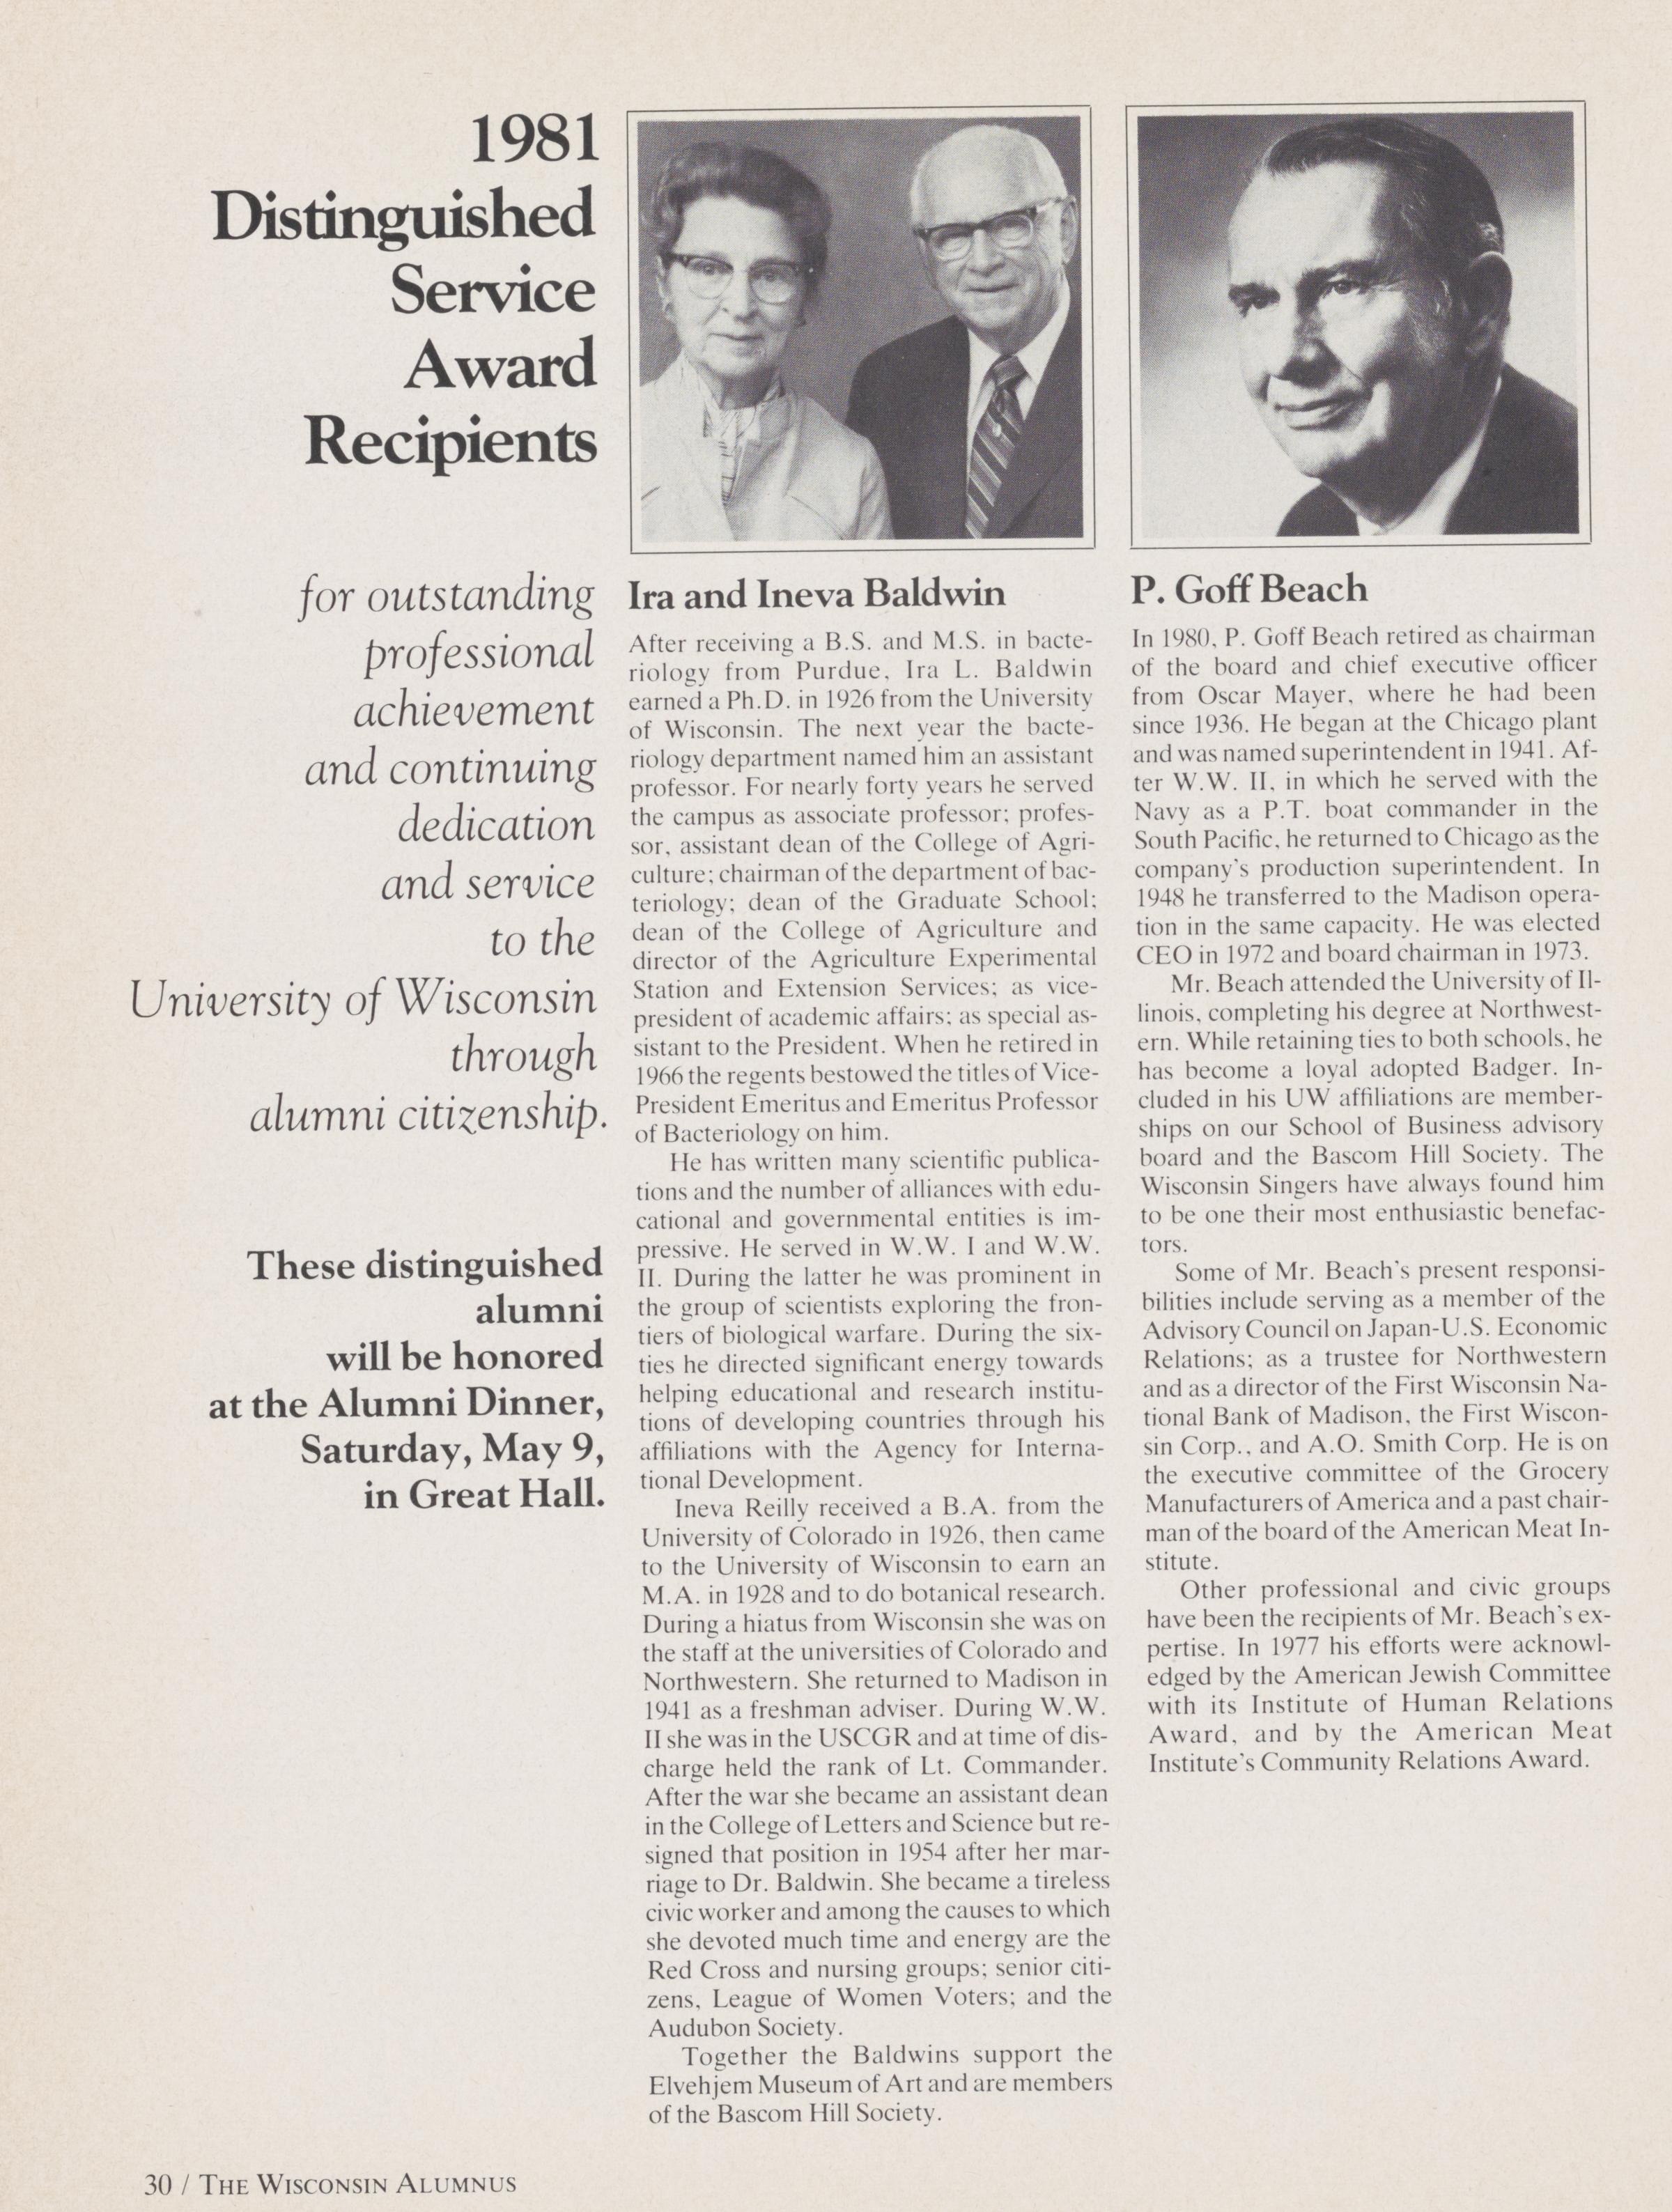 1981
Distinguished
Service
Award
Recipients
for outstanding
professional
achievement
and continuing
dedication
and service
to the
University of Wisconsin
through
alumni citizenship.
These distinguished
alumni
will be honored
at the Alumni Dinner,
Saturday, May 9,
in Great Hall.
Ira and Ineva Baldwin
After receiving a B.S. and M.S. in bacte-
riology from Purdue, Ira L. Baldwin
earned a Ph.D. in 1926 from the University
of Wisconsin. The next year the bacte-
riology department named him an assistant
professor. For nearly forty years he served
the campus as associate professor; profes-
sor, assistant dean of the College of Agri-
culture; chairman of the department of bac-
teriology; dean of the Graduate School;
dean of the College of Agriculture and
director of the Agriculture Experimental
Station and Extension Services; as vice-
president of academic affairs; as special as-
sistant to the President. When he retired in
1966 the regents bestowed the titles of Vice-
President Emeritus and Emeritus Professor
of Bacteriology on him.
He has written many scientific publica-
tions and the number of alliances with edu-
cational and governmental entities is im-
pressive. He served in W.W. I and W.W.
II. During the latter he was prominent in
the group of scientists exploring the fron-
tiers of biological warfare. During the six-
ties he directed significant energy towards
helping educational and research institu-
tions of developing countries through his
affiliations with the Agency for Interna-
tional Development.
Ineva Reilly received a B.A. from the
University of Colorado in 1926, then came
to the University of Wisconsin to earn an
M.A. in 1928 and to do botanical research.
During a hiatus from Wisconsin she was on
the staff at the universities of Colorado and
Northwestern. She returned to Madison in
1941 as a freshman adviser. During W.W.
II she was in the USCGR and at time of dis-
charge held the rank of Lt. Commander.
After the war she became an assistant dean
in the College of Letters and Science but re-
signed that position in 1954 after her mar-
riage to Dr. Baldwin. She became a tireless
civic worker and among the causes to which
she devoted much time and energy are the
Red Cross and nursing groups; senior citi-
zens, League of Women Voters; and the
Audubon Society.
Together the Baldwins support the
Elvehjem Museum of Art and are members
of the Bascom Hill Society.
P. Goff Beach
In 1980, P. Goff Beach retired as chairman
of the board and chief executive officer
from Oscar Mayer, where he had been
since 1936. He began at the Chicago plant
and was named superintendent in 1941. Af-
ter W.W. II, in which he served with the
Navy as a P.T. boat commander in the
South Pacific, he returned to Chicago as the
company's production superintendent. In
1948 he transferred to the Madison opera-
tion in the same capacity. He was elected
CEO in 1972 and board chairman in 1973.
Mr. Beach attended the University of Il-
linois, completing his degree at Northwest-
ern. While retaining ties to both schools, he
has become a loyal adopted Badger. In-
cluded in his UW affiliations are member-
ships on our School of Business advisory
board and the Bascom Hill Society. The
Wisconsin Singers have always found him
to be one their most enthusiastic benefac-
tors.
Some of Mr. Beach's present responsi-
bilities include serving as a member of the
Advisory Council on Japan-U.S. Economic
Relations; as a trustee for Northwestern
and as a director of the First Wisconsin Na-
tional Bank of Madison, the First Wiscon-
sin Corp., and A.O. Smith Corp. He is on
the executive committee of the Grocery
Manufacturers of America and a past chair-
man of the board of the American Meat In-
stitute.
Other professional and civic groups
have been the recipients of Mr. Beach's ex-
pertise. In 1977 his efforts were acknowl-
edged by the American Jewish Committee
with its Institute of Human Relations
Award, and by the American Meat
Institute's Community Relations Award.
30 / THE WISCONSIN ALUMNUS